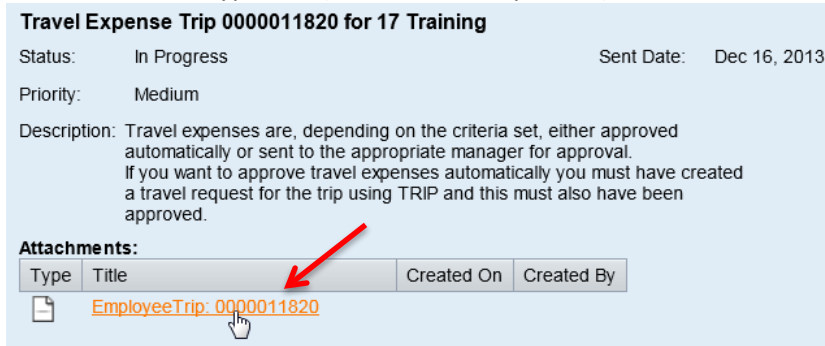 Travel Expense Trip 0000011820 for 17 Training
Status: In Progress Sent Date: Dec 16, 2013
Priority: Medium
Description: Travel expenses are, depending on the criteria set, either approved
automatically or sent to the appropriate manager for approval.
If you want to approve travel expenses automatically you must have created
a travel request for the trip using TRIP and this must also have been
approved.
Attachments:
Type Title Created On Created By
EmployeeTrip: 0000011820